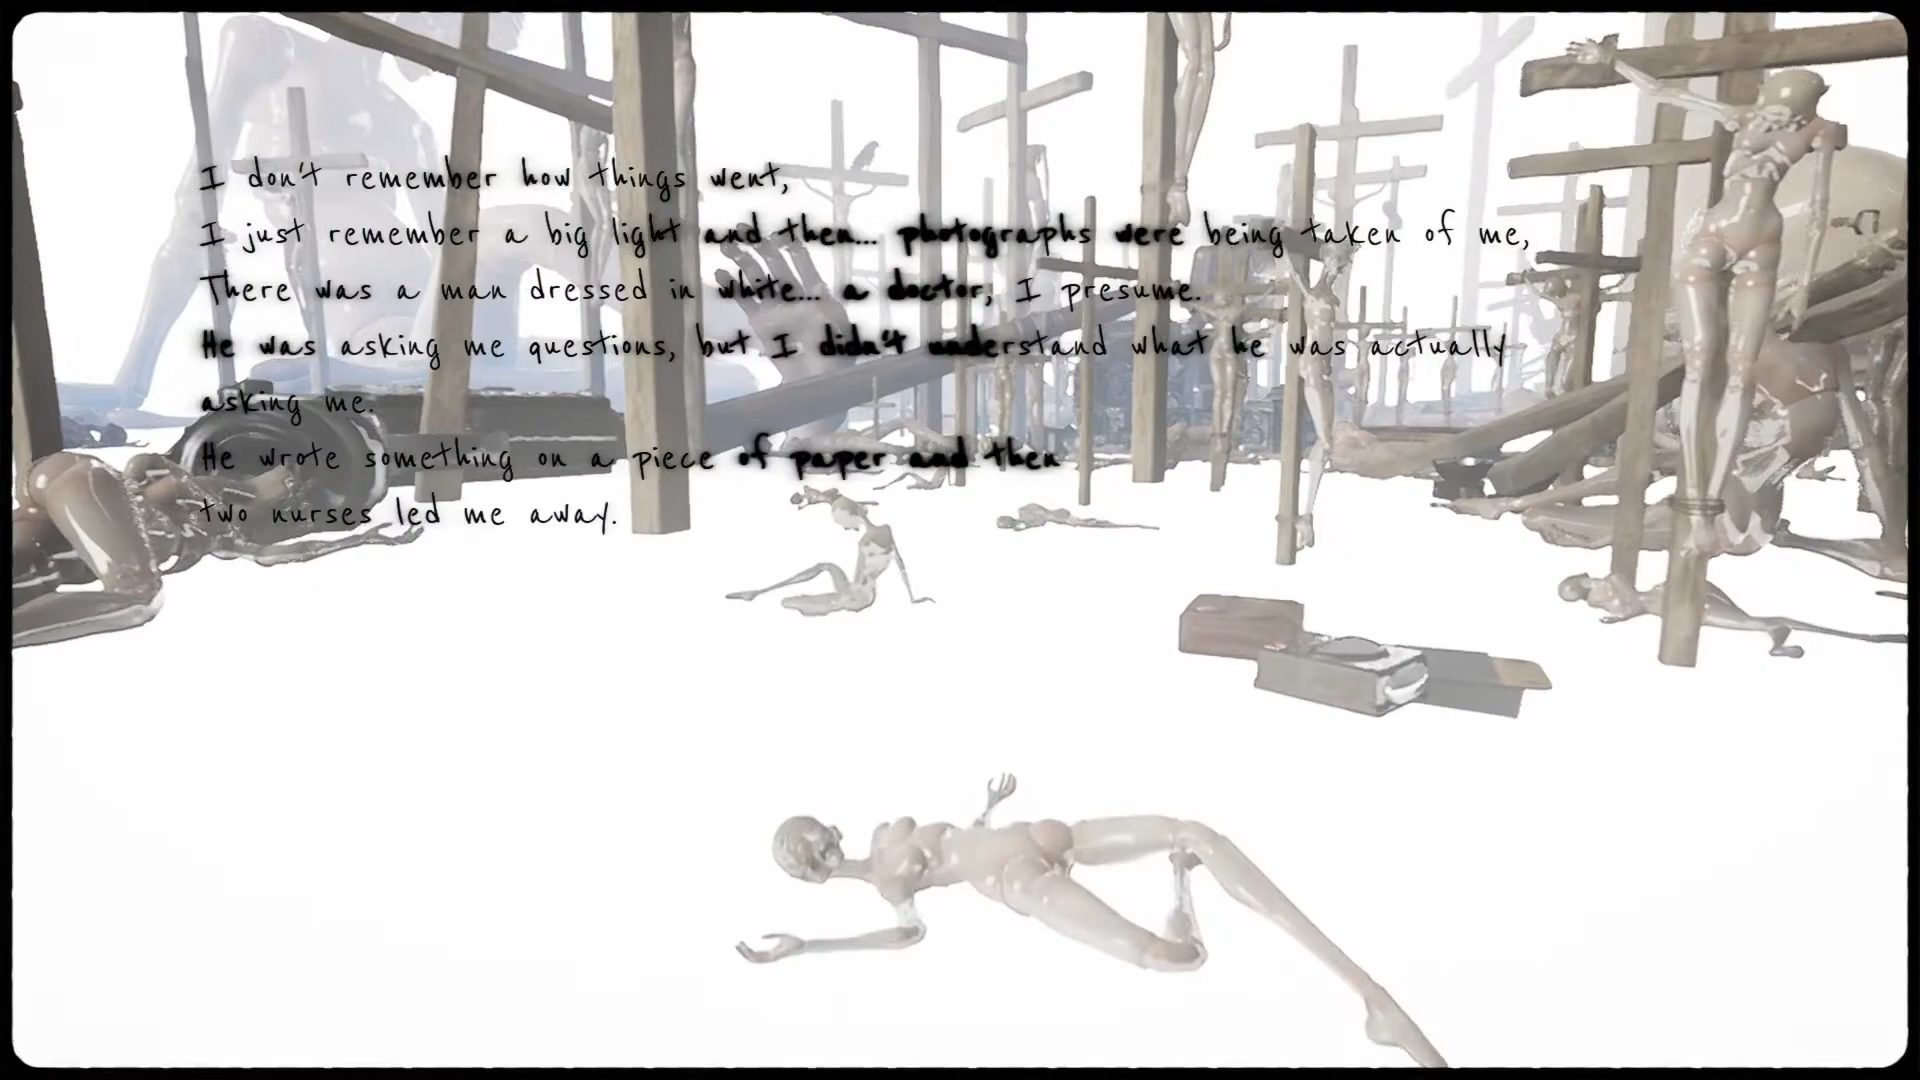 I don't remember how things went,
I just remember a big light and then... photographs were being taken of me,
There was a man dressed in white... a doctor, I presume.
He was asking me questions, but I didn't understand what he was actually
asking me.
He wrote something on a piece of paper and then
two nurses led me away.